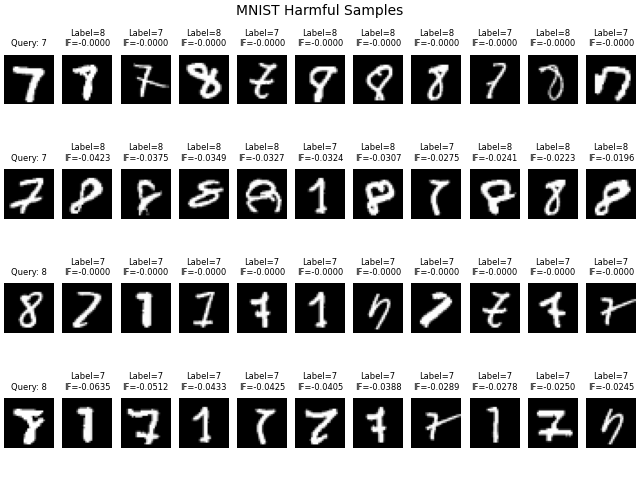 MNIST Harmful Samples
Label=8 Label=7 Label=8 Label=7 Label=8 Label=8 Label=8 Label=7 Label=8 Label=7
Query: 7 IF=-0.0000 IF=-0.0000 IF=-0.0000 IF=-0.0000 IF=-0.0000 IF=-0.0000 IF=-0.0000 IF=-0.0000 IF=-0.0000 IF=-0.0000
Label=8 Label=8 Label=8 Label=8 Label=7 Label=8 Label=7 Label=8 Label=8 Label=8
Query: 7 IF=-0.0423 IF=-0.0375 IF=-0.0349 IF=-0.0327 IF=-0.0324 IF=-0.0307 IF=-0.0275 IF=-0.0241 IF=-0.0223 IF=-0.0196
Label=7 Label=7 Label=7 Label=7 Label=7 Label=7 Label=7 Label=7 Label=7 Label=7
Query: 8 IF=-0.0000 IF=-0.0000 IF=-0.0000 IF=-0.0000 IF=-0.0000 IF=-0.0000 IF=-0.0000 IF=-0.0000 IF=-0.0000 IF=-0.0000
Label=7 Label=7 Label=7 Label=7 Label=7 Label=7 Label=7 Label=7 Label=7 Label=7
Query: 8 IF=-0.0635 IF=-0.0512 IF=-0.0433 IF=-0.0425 IF=-0.0405 IF=-0.0388 IF=-0.0289 IF=-0.0278 IF=-0.0250 IF=-0.0245